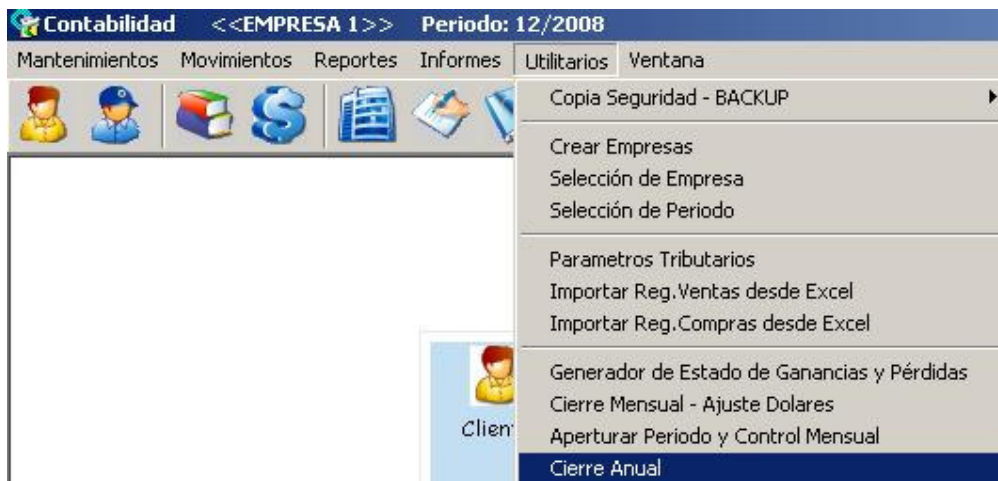 Contabilidad <<EMPRESA 1>> Periodo: 12/2008
Mantenimientos Movimientos Reportes Informes Utilitarios Ventana
Copia Seguridad - BACKUP
Crear Empresas
Selección de Empresa
Selección de Periodo
Parametros Tributarios
Importar Reg.Ventas desde Excel
Importar Reg.Compras desde Excel
Generador de Estado de Ganancias y Pérdidas
Cierre Mensual - Ajuste Dolares
Clien
Aperturar Periodo y Control Mensual
Cierre Anual